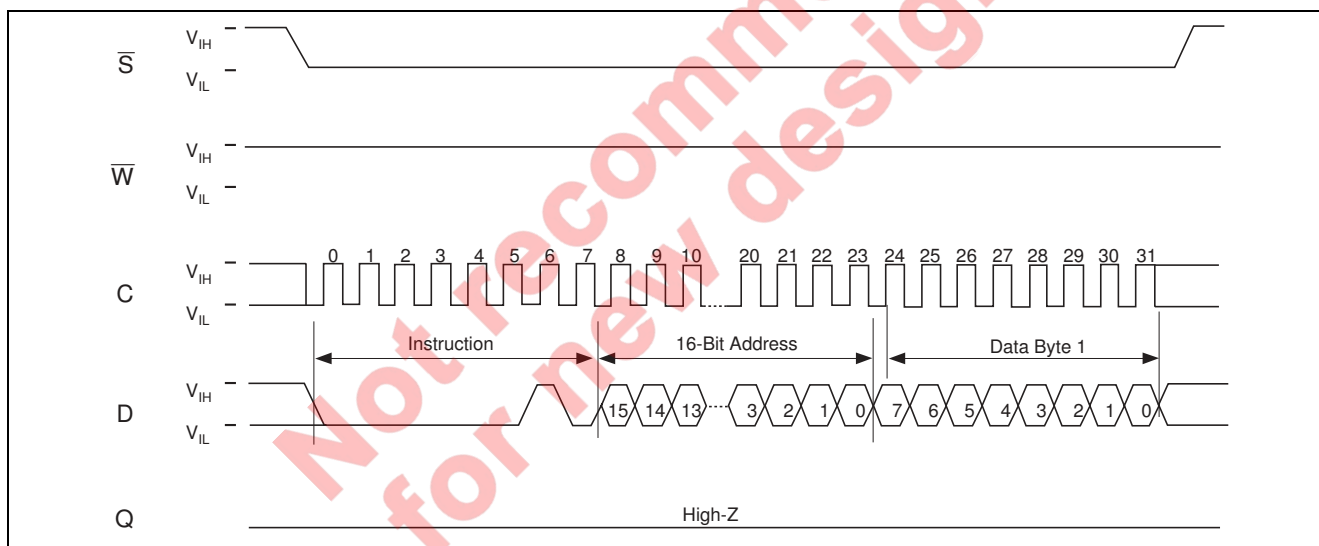 Not recomm
for new desig
S
VIH
VIL
W
VIH
VIL
C
VIH
VIL
0 1 2 3 4 5 6 7 8 9 10 20 21 22 23 24 25 26 27 28 29 30 31
Instruction 16-Bit Address Data Byte 1
D
VIH
VIL
15 14 13 3 2 1 0 7 6 5 4 3 2 1 0
Q
High-Z